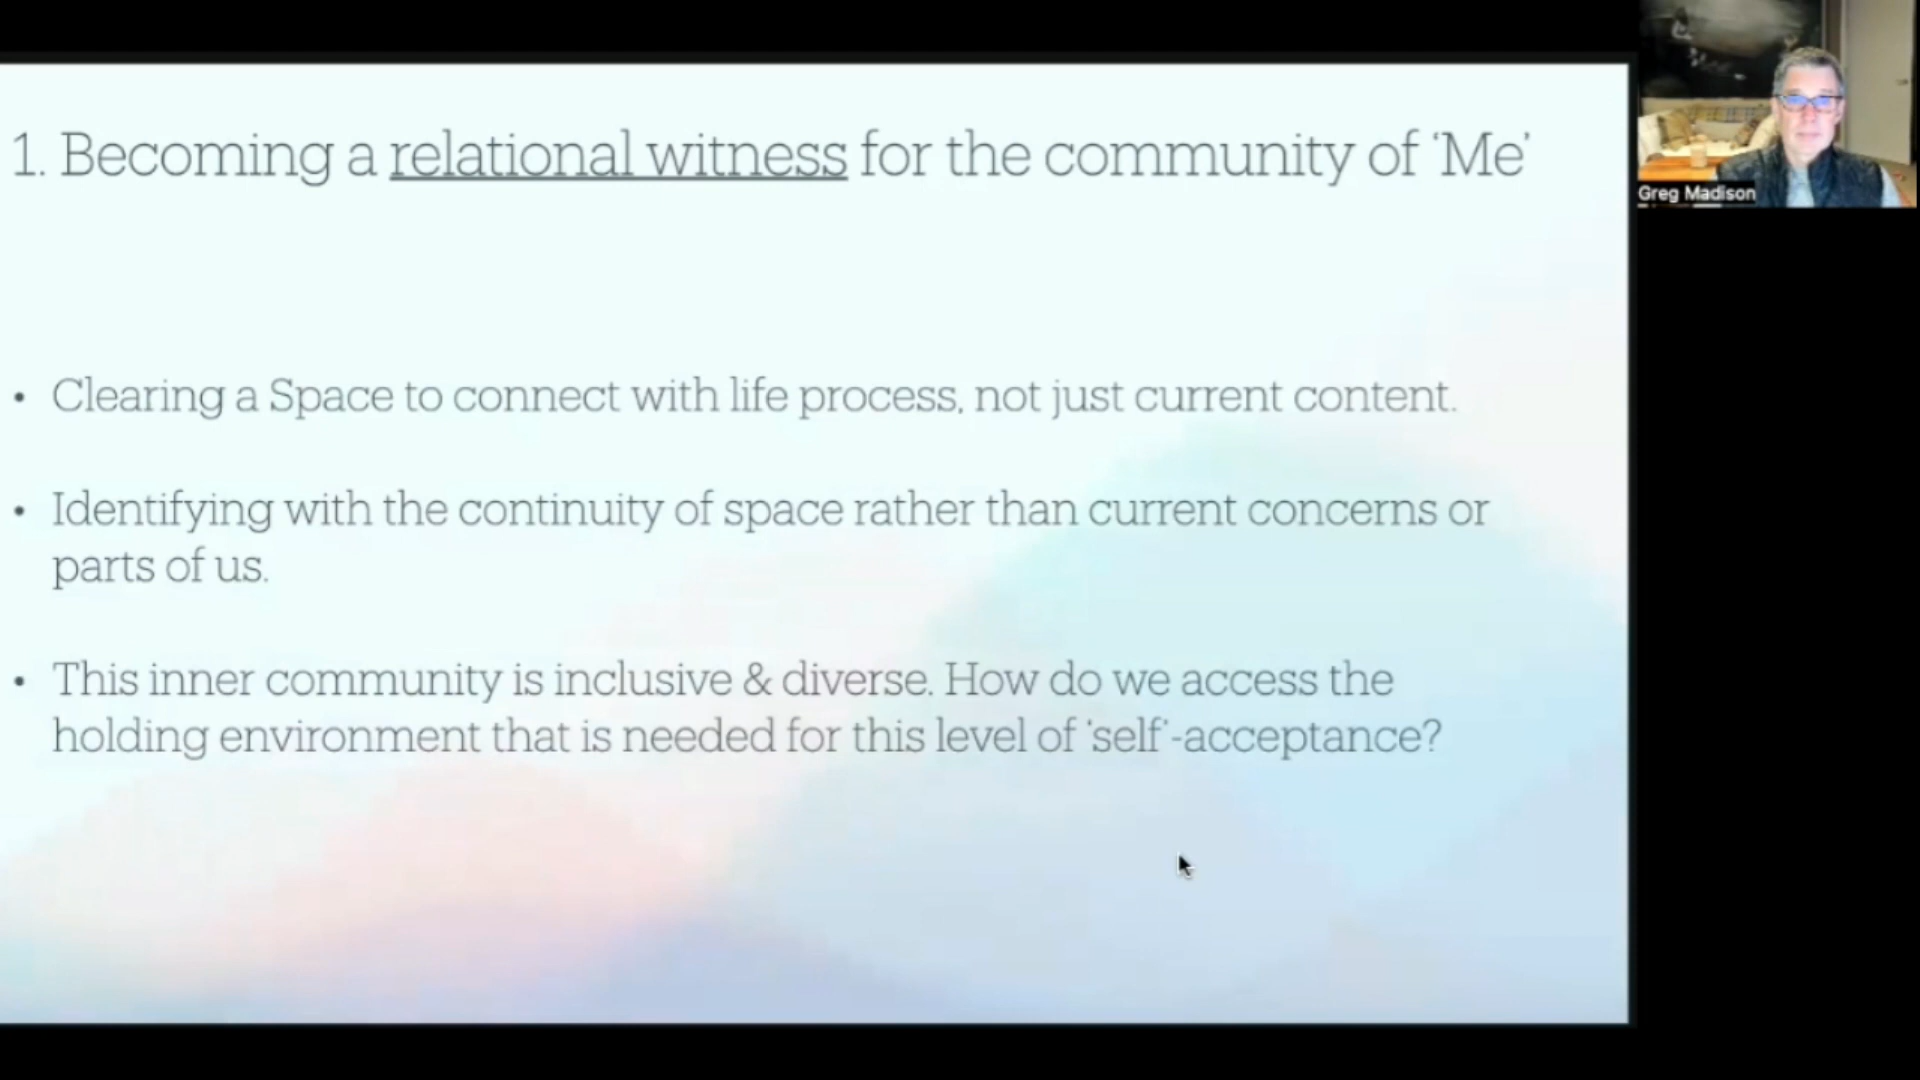 1. Becoming a relational witness for the community of ‘Me’
Greg Madison
• Clearing a Space to connect with life process, not just current content.
• Identifying with the continuity of space rather than current concerns or
parts of us.
• This inner community is inclusive & diverse. How do we access the
holding environment that is needed for this level of ‘self’-acceptance?